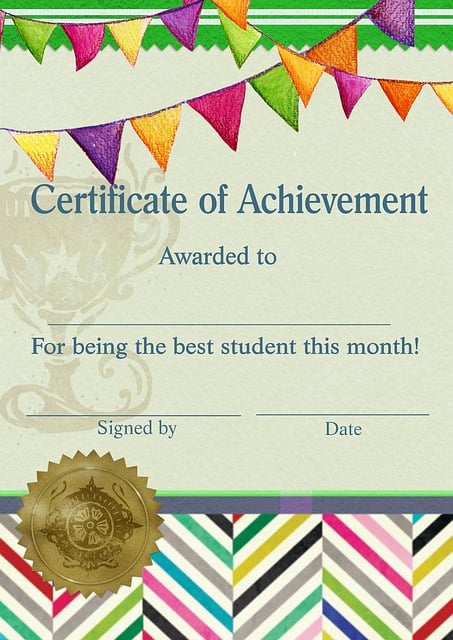 Certificate of Achievement
Awarded to
For being the best student this month!
Signed by
Date